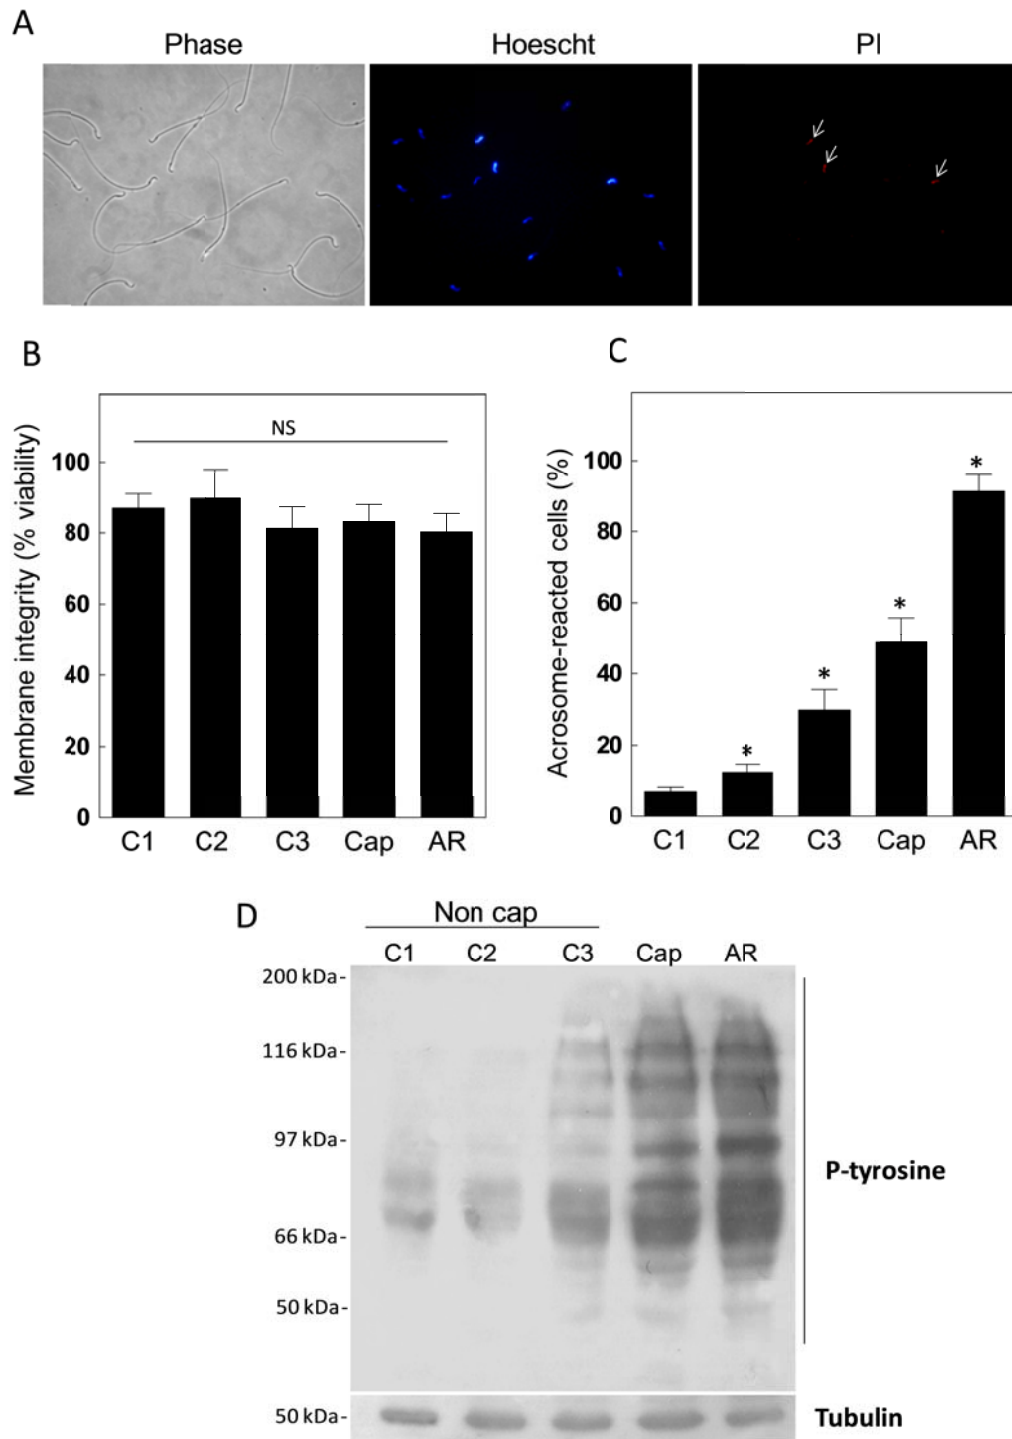 A
Phase Hoescht PI
B
Membrane integrity (% viability)
100
80
60
40
20
0
NS
C1 C2 C3 Cap AR
C
Acrosome-reacted cells (%)
100
80
60
40
20
0
* * * *
C1 C2 C3 Cap AR
D
Non cap
C1 C2 C3 Cap AR
200 kDa-
116 kDa-
97 kDa-
66 kDa-
50 kDa-
P-tyrosine
50 kDa-
Tubulin